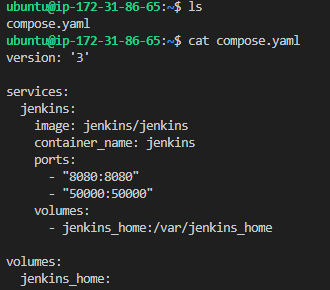 ubuntu@ip-172-31-86-65:~$ ls
compose.yaml
ubuntu@ip-172-31-86-65:~$ cat compose.yaml
version: '3'

services:
  jenkins:
    image: jenkins/jenkins
    container_name: jenkins
    ports:
      - "8080:8080"
      - "50000:50000"
    volumes:
      - jenkins_home:/var/jenkins_home

volumes:
  jenkins_home: